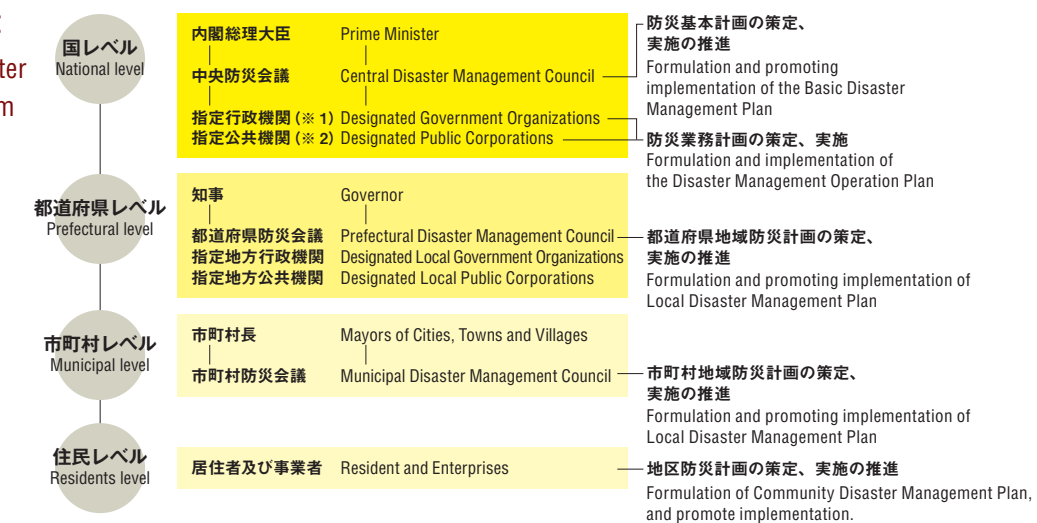 ter
m
国レベル
National level
内閣総理大臣 Prime Minister
中央防災会議 Central Disaster Management Council
指定行政機関(※1) Designated Government Organizations
指定公共機関(※2) Designated Public Corporations
防災基本計画の策定、
実施の推進
Formulation and promoting
implementation of the Basic Disaster
Management Plan
防災業務計画の策定、実施
Formulation and implementation of
the Disaster Management Operation Plan
都道府県レベル
Prefectural level
知事 Governor
都道府県防災会議 Prefectural Disaster Management Council
指定地方行政機関 Designated Local Government Organizations
指定地方公共機関 Designated Local Public Corporations
都道府県地域防災計画の策定、
実施の推進
Formulation and promoting implementation of
Local Disaster Management Plan
市町村レベル
Municipal level
市町村長 Mayors of Cities, Towns and Villages
市町村防災会議 Municipal Disaster Management Council
市町村地域防災計画の策定、
実施の推進
Formulation and promoting implementation of
Local Disaster Management Plan
住民レベル
Residents level
居住者及び事業者 Resident and Enterprises
地区防災計画の策定、実施の推進
Formulation of Community Disaster Management Plan,
and promote implementation.